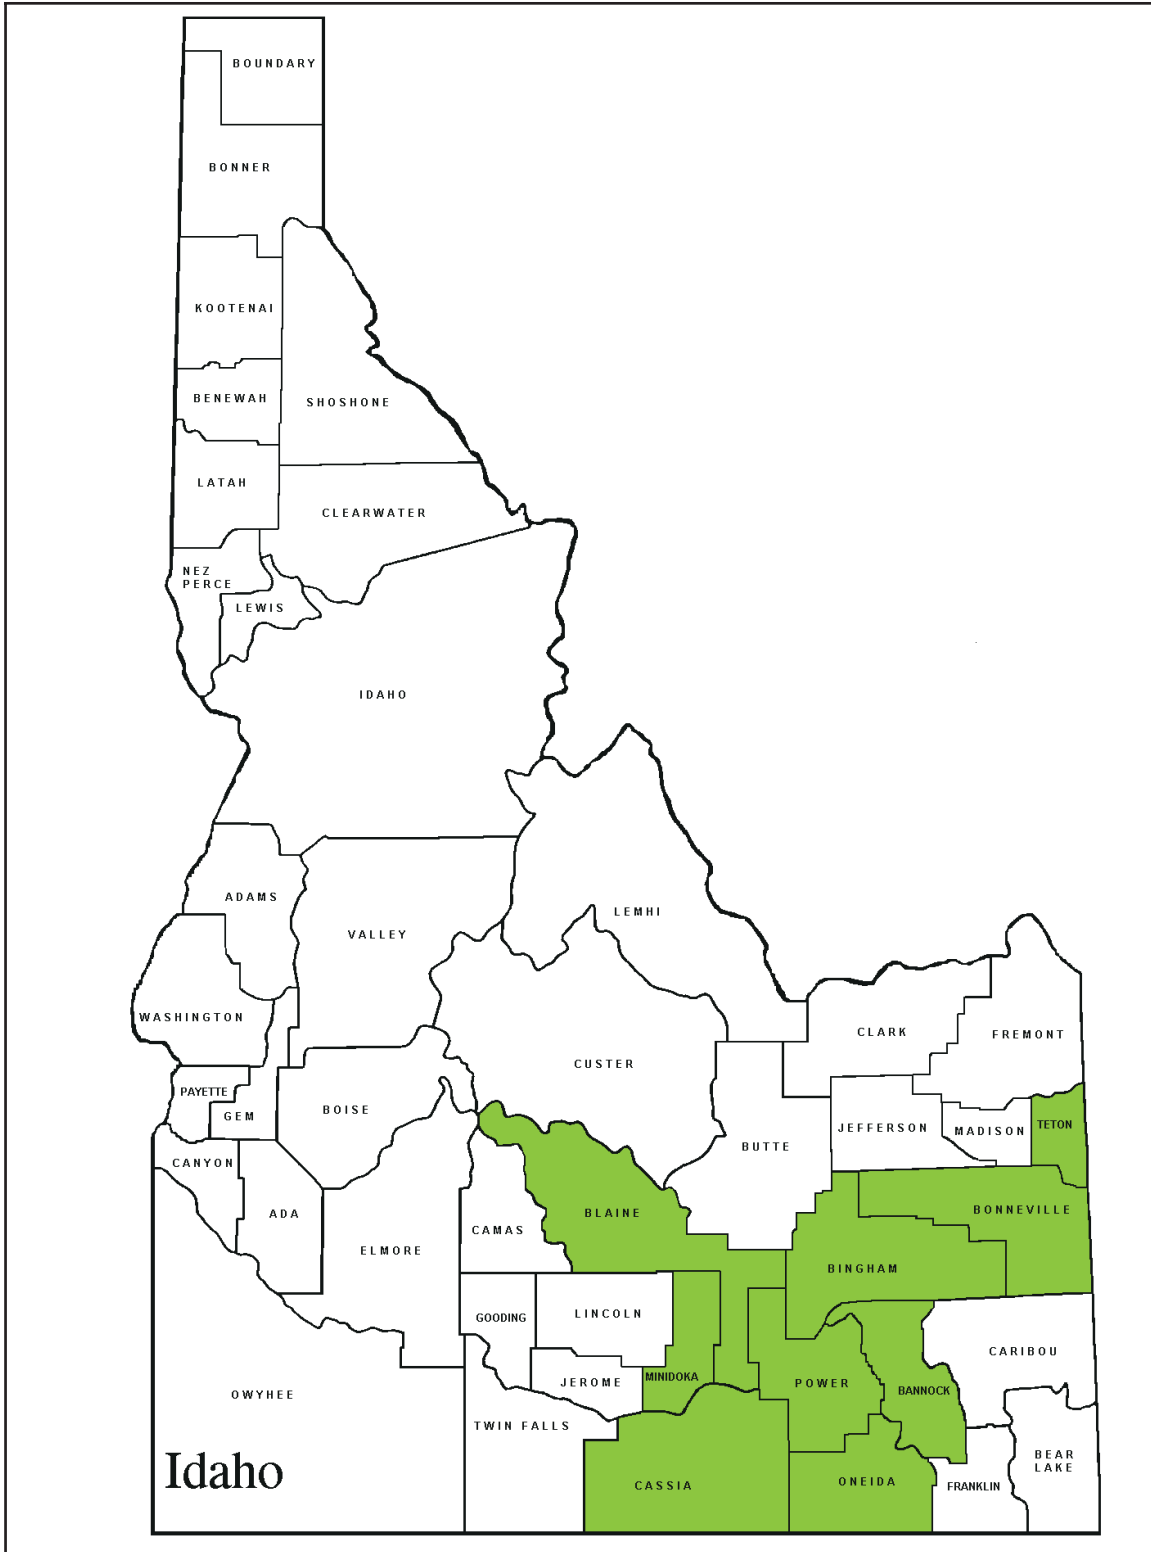 BOUNDARY
BONNER
KOOTENAI
BENEWAH
SHOSHONE
LATAH
CLEARWATER
NEZ
PERCE
LEWIS
IDAHO
ADAMS
LEMHI
VALLEY
WASHINGTON
CLARK
FREMONT
CUSTER
PAYETTE
GEM
BOISE
JEFFERSON
MADISON
TETON
BUTTE
CANYON
ADA
BLAINE
BONNEVILLE
CAMAS
ELMORE
BINGHAM
GOODING
LINCOLN
CARIBOU
JEROME
MINIDOKA
POWER
BANNOCK
OWYHEE
TWIN FALLS
BEAR
LAKE
Idaho
CASSIA
ONEIDA
FRANKLIN